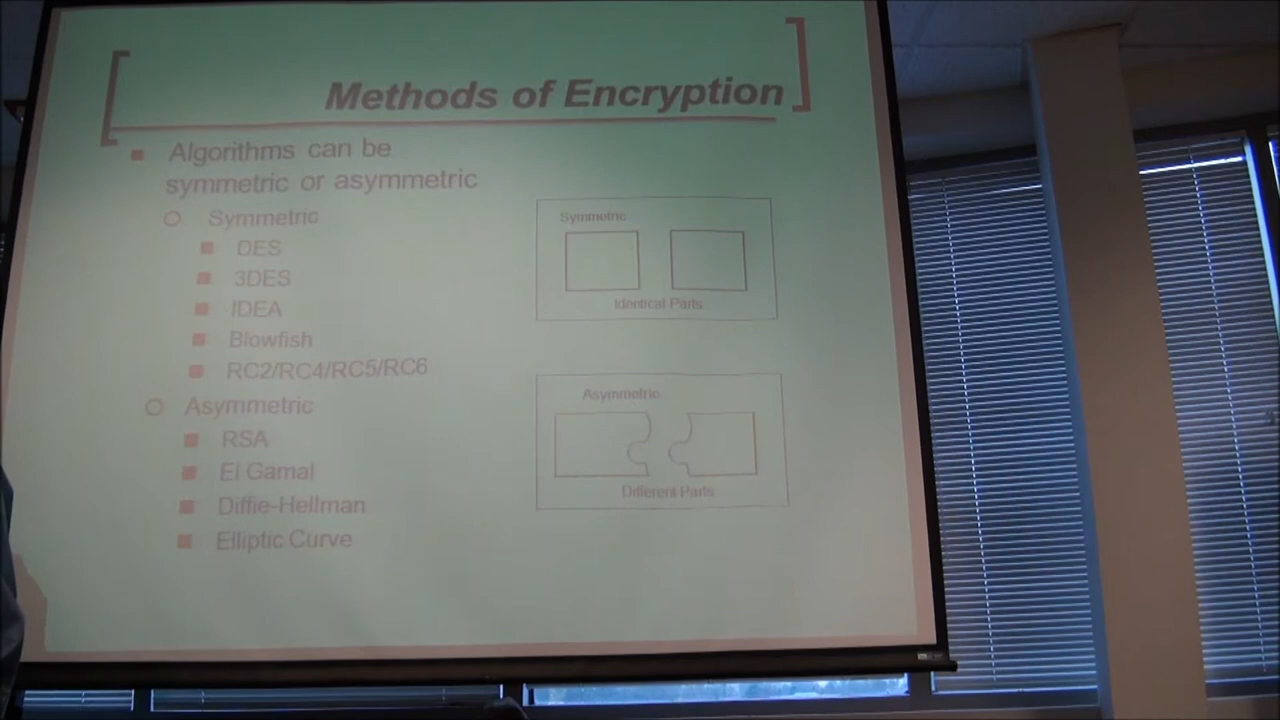 Methods of Encryption
Algorithms can be
symmetric or asymmetric
Symmetric
DES
3DES
IDEA
Blowfish
RC2/RC4/RC5/RC6
Asymmetric
RSA
El Gamal
Diffie-Hellman
Elliptic Curve
Symmetric
Identical Parts
Asymmetric
Different Parts